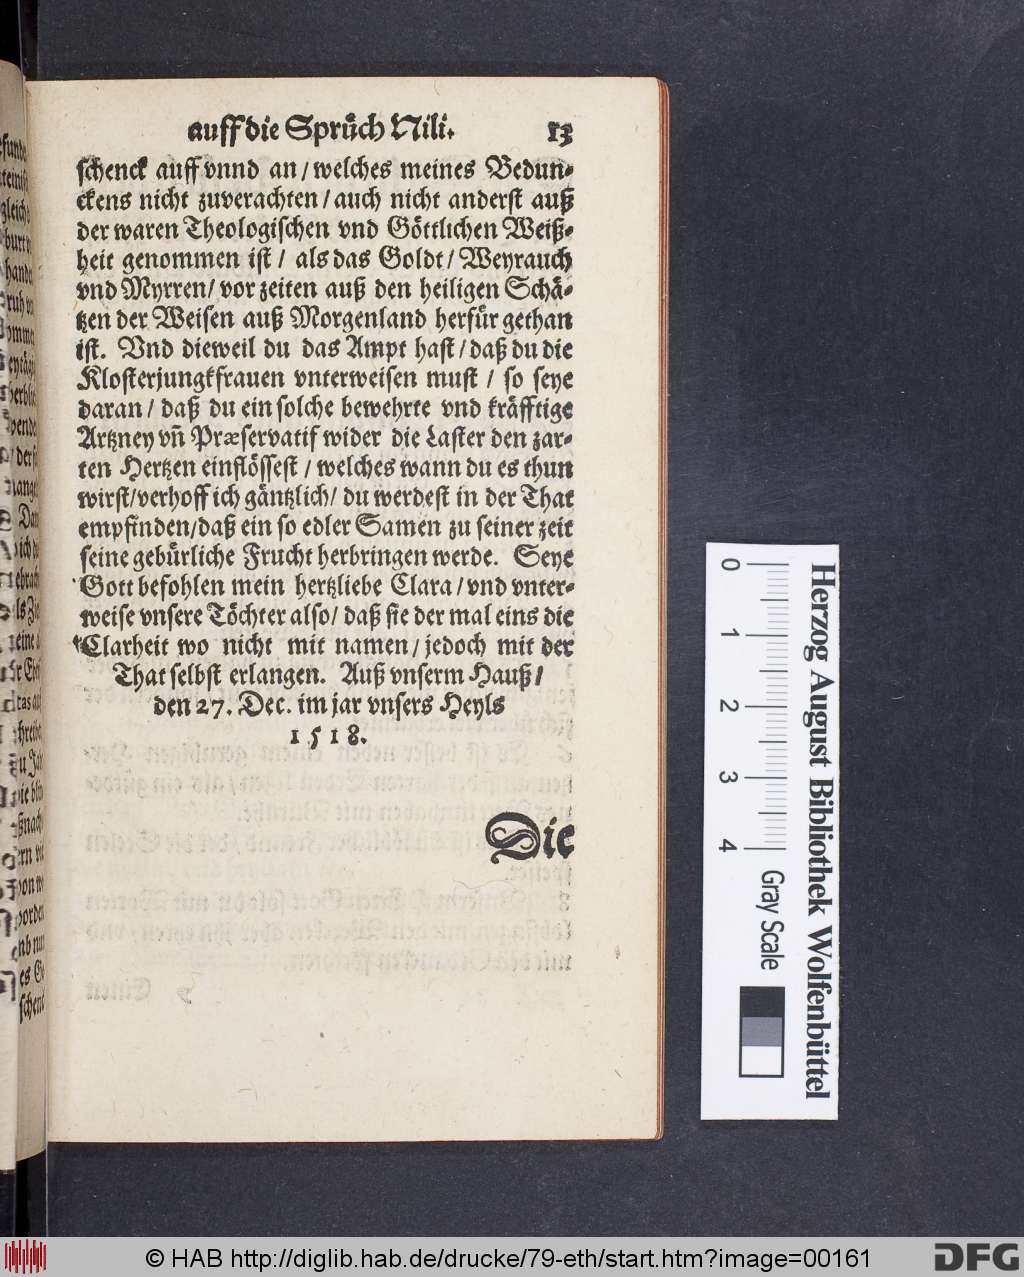 auff die Sprüch Nili. 13
schenck auff vnnd an / welches meines Bedun-
ckens nicht zuverachten / auch nicht anderst auß
der waren Theologischen vnd Göttlichen Weiß-
heit genommen ist / als das Goldt / Weyrauch
vnd Myrren / vor zeiten auß den heiligen Schä-
tzen der Weisen auß Morgenland herfür gethan
ist. Vnd dieweil du das Ampt hast / daß du die
Klosterjungkfrauen vnterweisen must / so seye
daran / daß du ein solche bewehrte vnd kräfftige
Artzney vñ Præservatif wider die Laster den zar-
ten Hertzen einflössest / welches wann du es thun
wirst / verhoff ich gäntzlich / du werdest in der That
empfinden / daß ein so edler Samen zu seiner zeit
seine gebürliche Frucht herbringen werde. Seye
Gott befohlen mein hertzliebe Clara / vnd vnter-
weise vnsere Töchter also / daß sie der mal eins die
Clarheit wo nicht mit namen / jedoch mit der
That selbst erlangen. Auß vnserm Hauß /
den 27. Dec. im jar vnsers Heyls
1518.
Die
0 1 2 3 4 Gray Scale
Herzog August Bibliothek Wolfenbüttel
© HAB http://diglib.hab.de/drucke/79-eth/start.htm?image=00161
DFG